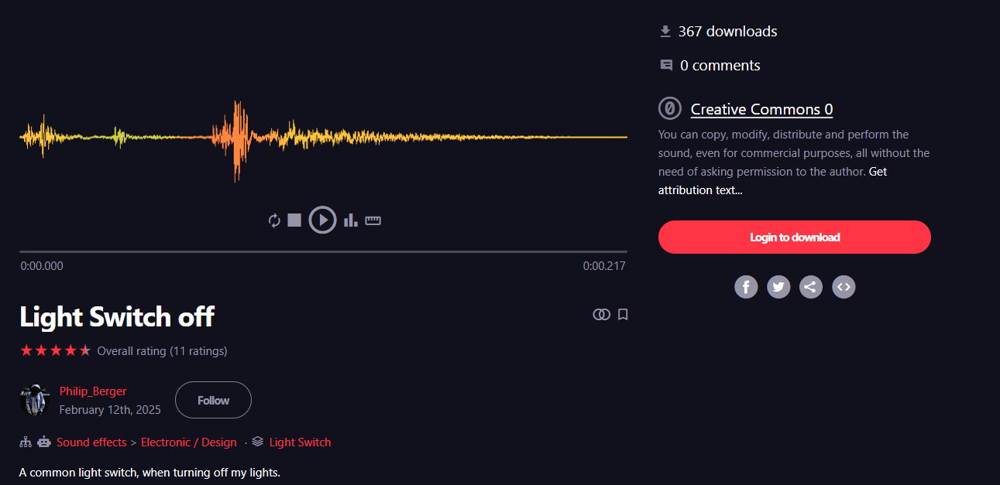 367 downloads
0 comments
Creative Commons 0
You can copy, modify, distribute and perform the
sound, even for commercial purposes, all without the
need of asking permission to the author. Get
attribution text...
Login to download
0:00.000
0:00.217
Light Switch off
Overall rating (11 ratings)
Philip_Berger
February 12th, 2025
Follow
Sound effects > Electronic / Design · Light Switch
A common light switch, when turning off my lights.